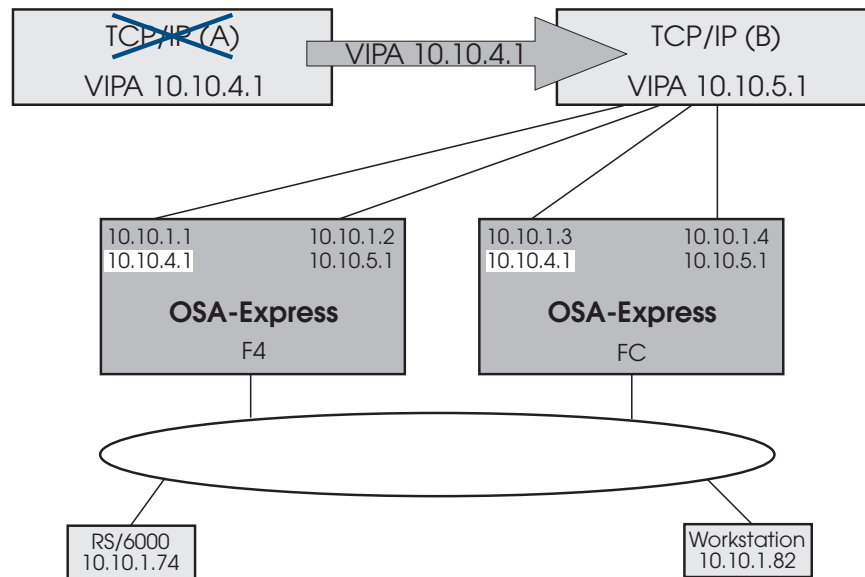 TCP/IP (A)
VIPA 10.10.4.1
VIPA 10.10.4.1
TCP/IP (B)
VIPA 10.10.5.1
10.10.1.1
10.10.1.2
10.10.4.1
10.10.5.1
OSA-Express
F4
10.10.1.3
10.10.1.4
10.10.4.1
10.10.5.1
OSA-Express
FC
RS/6000
10.10.1.74
Workstation
10.10.1.82